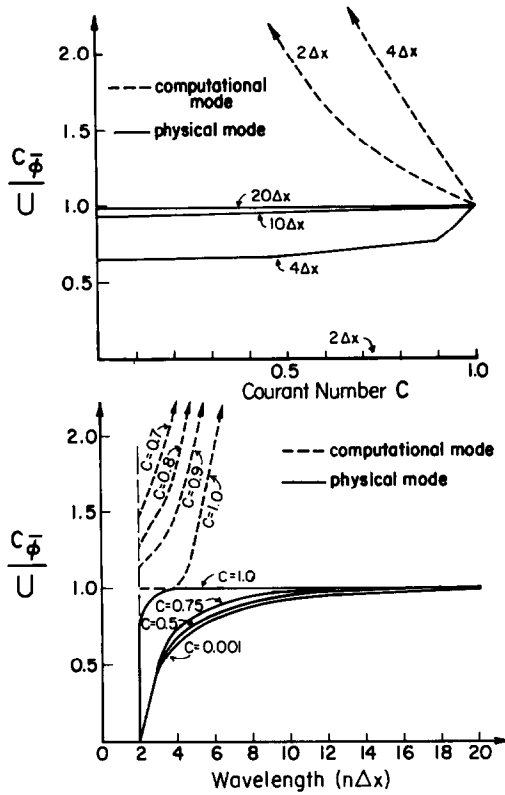 2.0
1.5
1.0
0.5
C_ϕ̄
U
computational mode
physical mode
2Δx
4Δx
20Δx
10Δx
4Δx
2Δx
0.5
1.0
Courant Number C
2.0
1.5
1.0
0.5
C_ϕ̄
U
C=0.7
C=0.8
C=0.9
C=1.0
computational mode
physical mode
C=1.0
C=0.75
C=0.5
C=0.001
0 2 4 6 8 10 12 14 16 18 20
Wavelength (nΔx)